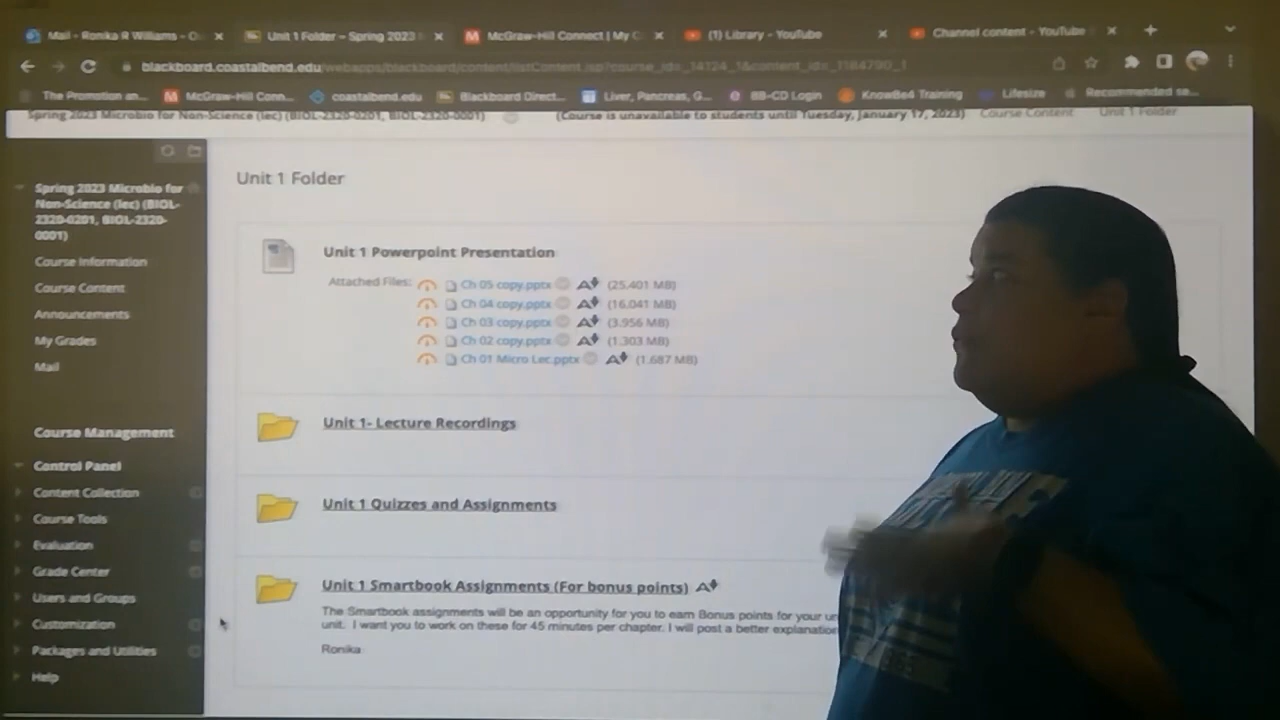 Mail - Ronika R Williams - O
Unit 1 Folder - Spring 2023
McGraw-Hill Connect | My C
(1) Library - YouTube
Channel content - YouTube
blackboard.coastalbend.edu/webapps/blackboard/content/listContent.jsp?course_id=_14124_1&content_id=_1184790_1
The Promotion an...
McGraw-Hill Conn...
coastalbend.edu
Blackboard Direct...
Liver, Pancreas, G...
BB-CD Login
KnowBe4 Training
Lifesize
Recommended se...
Spring 2023 Microbio for Non-Science (lec) (BIOL-2320-0201, BIOL-2320-0001)
(Course is unavailable to students until Tuesday, January 17, 2023)
Course Content
Unit 1 Folder
Spring 2023 Microbio for
Non-Science (lec) (BIOL-
2320-0201, BIOL-2320-
0001)
Course Information
Course Content
Announcements
My Grades
Mail
Course Management
Control Panel
Content Collection
Course Tools
Evaluation
Grade Center
Users and Groups
Customization
Packages and Utilities
Help
Unit 1 Folder
Unit 1 Powerpoint Presentation
Attached Files:
Ch 05 copy.pptx (25.401 MB)
Ch 04 copy.pptx (16.041 MB)
Ch 03 copy.pptx (3.956 MB)
Ch 02 copy.pptx (1.303 MB)
Ch 01 Micro Lec.pptx (1.687 MB)
Unit 1- Lecture Recordings
Unit 1 Quizzes and Assignments
Unit 1 Smartbook Assignments (For bonus points)
The Smartbook assignments will be an opportunity for you to earn Bonus points for your
unit. I want you to work on these for 45 minutes per chapter. I will post a better explanation
Ronika